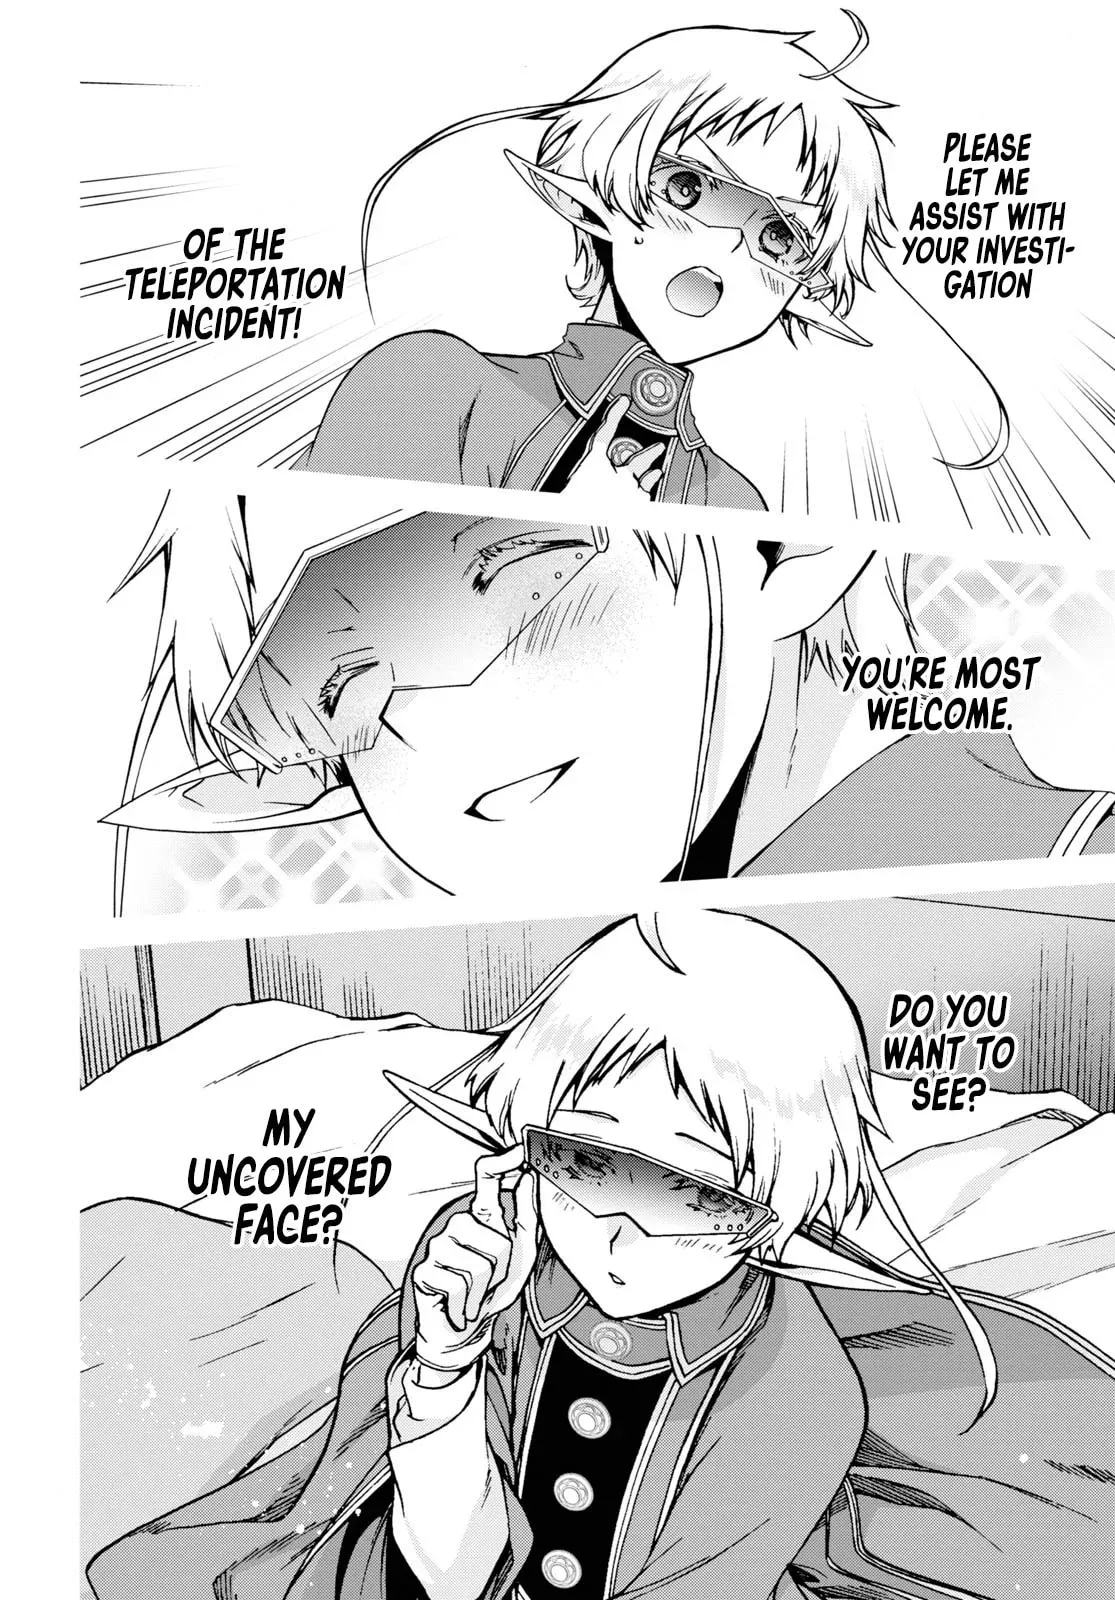 PLEASE
LET ME
ASSIST WITH
YOUR INVESTI-
GATION
OF THE
TELEPORTATION
INCIDENT!
YOU'RE MOST
WELCOME.
DO YOU
WANT TO
SEE?
MY
UNCOVERED
FACE?